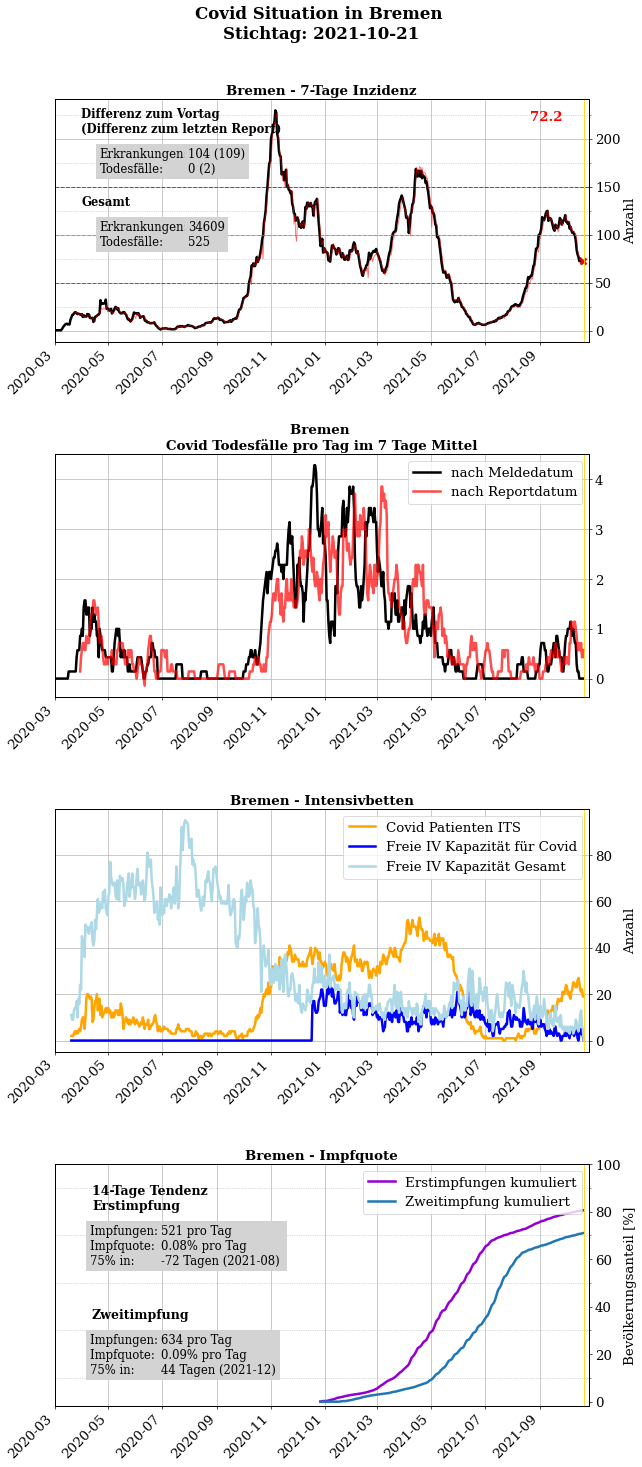 Covid Situation in Bremen
Stichtag: 2021-10-21
Bremen - 7-Tage Inzidenz
Differenz zum Vortag
(Differenz zum letzten Report)
72.2
Erkrankungen 104 (109)
Todesfälle: 0 (2)
Gesamt
Erkrankungen 34609
Todesfälle: 525
200
150
100
50
0
Anzahl
2020-03
2020-05
2020-07
2020-09
2020-11
2021-01
2021-03
2021-05
2021-07
2021-09
Bremen
Covid Todesfälle pro Tag im 7 Tage Mittel
nach Meldedatum
nach Reportdatum
4
3
2
1
0
2020-03
2020-05
2020-07
2020-09
2020-11
2021-01
2021-03
2021-05
2021-07
2021-09
Bremen - Intensivbetten
Covid Patienten ITS
Freie IV Kapazität für Covid
Freie IV Kapazität Gesamt
80
60
40
20
0
Anzahl
2020-03
2020-05
2020-07
2020-09
2020-11
2021-01
2021-03
2021-05
2021-07
2021-09
Bremen - Impfquote
14-Tage Tendenz
Erstimpfung
Impfungen: 521 pro Tag
Impfquote: 0.08% pro Tag
75% in: -72 Tagen (2021-08)
Zweitimpfung
Impfungen: 634 pro Tag
Impfquote: 0.09% pro Tag
75% in: 44 Tagen (2021-12)
Erstimpfungen kumuliert
Zweitimpfung kumuliert
100
80
60
40
20
0
Bevölkerungsanteil [%]
2020-03
2020-05
2020-07
2020-09
2020-11
2021-01
2021-03
2021-05
2021-07
2021-09